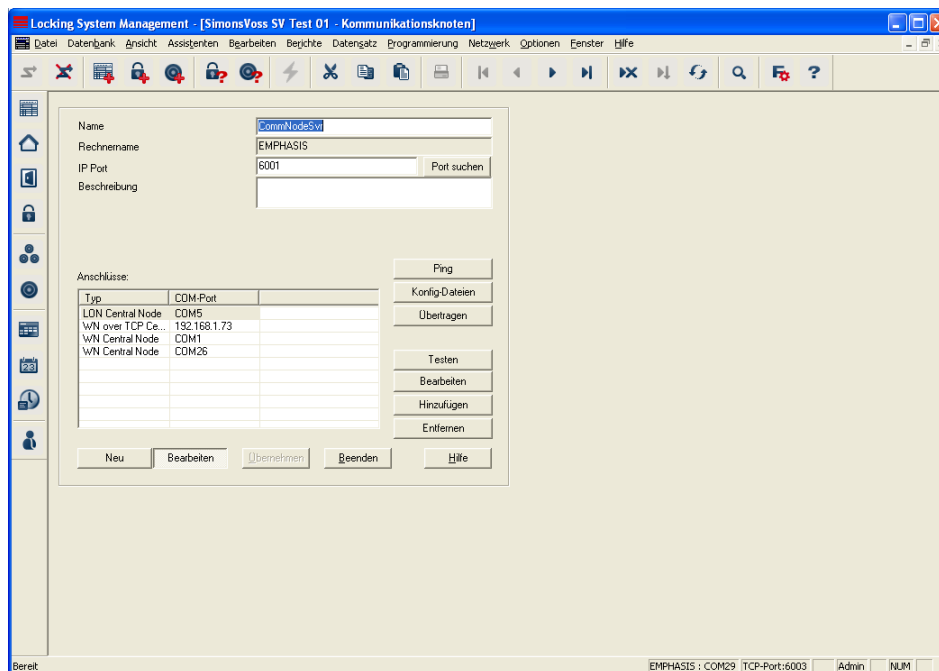 Locking System Management - [SimonsVoss SV Test 01 - Kommunikationsknoten]
Datei Datenbank Ansicht Assistenten Bearbeiten Berichte Datensatz Programmierung Netzwerk Optionen Fenster Hilfe
Name CommNodeSvr
Rechnername EMPHASIS
IP Port 6001 Port suchen
Beschreibung
Ping
Anschlüsse:
Konfig-Dateien
Typ COM-Port
LON Central Node COM5
Übertragen
WN over TCP Ce... 192.168.1.73
WN Central Node COM1
WN Central Node COM26
Testen
Bearbeiten
Hinzufügen
Entfernen
Neu Bearbeiten Übernehmen Beenden Hilfe
23
Bereit EMPHASIS : COM29 TCP-Port:6003 Admin NUM